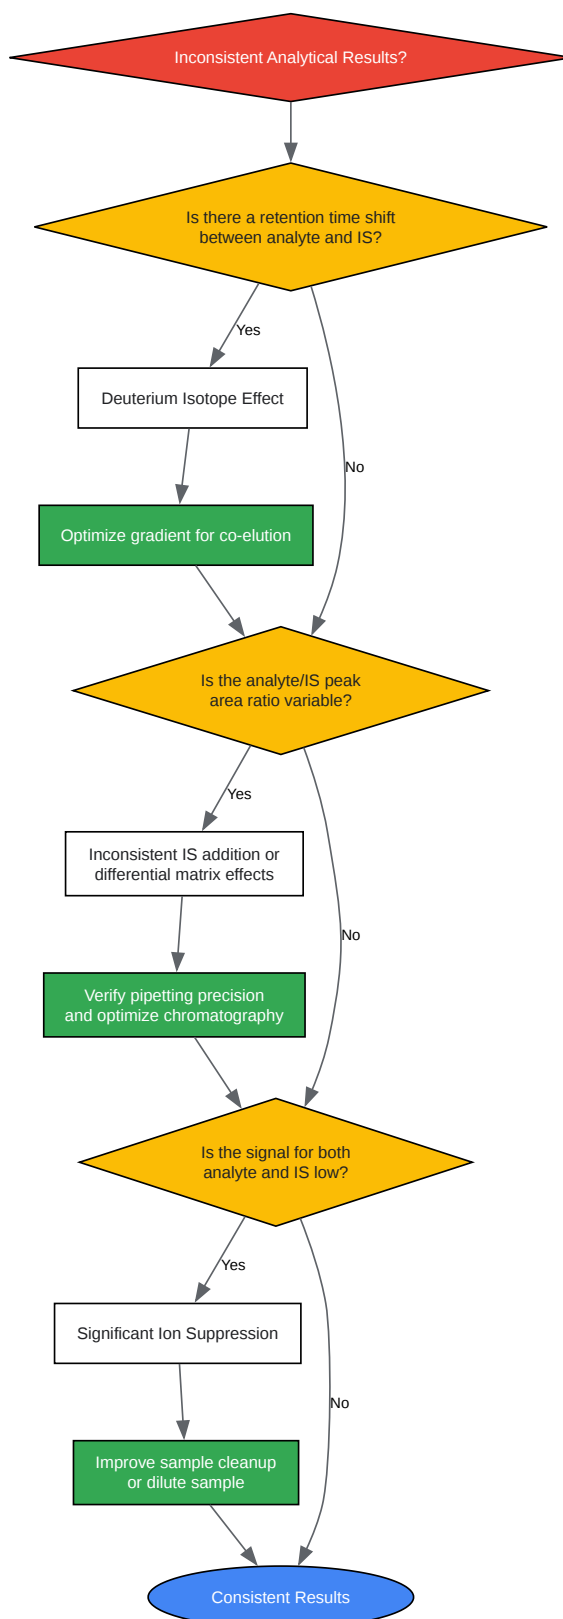 Inconsistent Analytical Results?
Is there a retention time shift
between analyte and IS?
Yes
Deuterium Isotope Effect
No
Optimize gradient for co-elution
Is the analyte/IS peak
area ratio variable?
Yes
Inconsistent IS addition or
differential matrix effects
No
Verify pipetting precision
and optimize chromatography
Is the signal for both
analyte and IS low?
Yes
Significant Ion Suppression
No
Improve sample cleanup
or dilute sample
Consistent Results